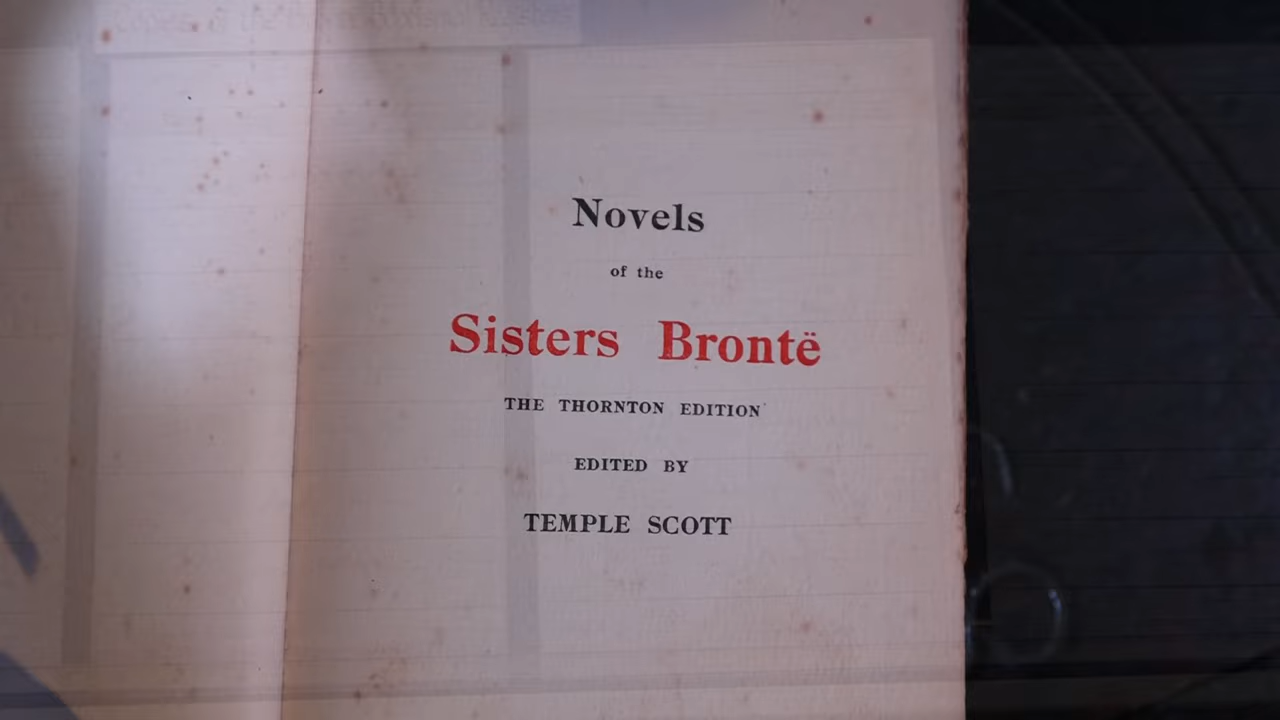 Novels
of the
Sisters Brontë
THE THORNTON EDITION
EDITED BY
TEMPLE SCOTT